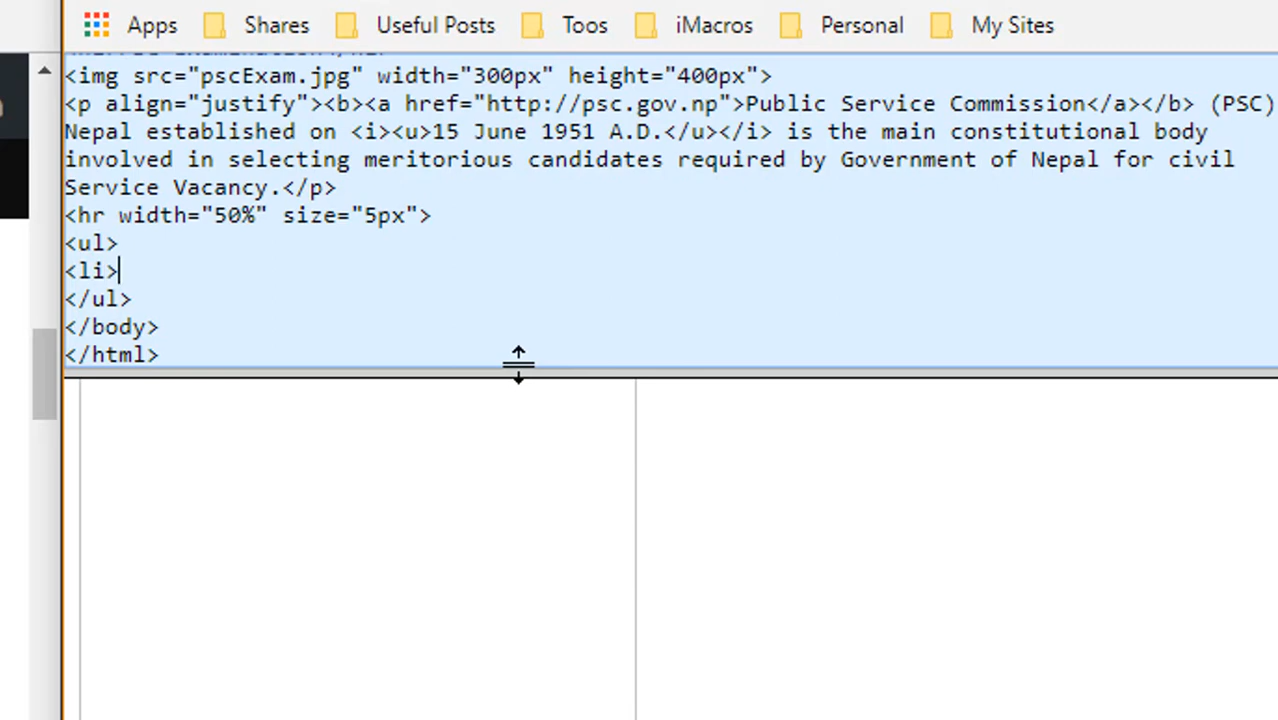 Apps Shares Useful Posts Toos iMacros Personal My Sites
<img src="pscExam.jpg" width="300px" height="400px">
<p align="justify"><b><a href="http://psc.gov.np">Public Service Commission</a></b> (PSC)
Nepal established on <i><u>15 June 1951 A.D.</u></i> is the main constitutional body
involved in selecting meritorious candidates required by Government of Nepal for civil
Service Vacancy.</p>
<hr width="50%" size="5px">
<ul>
<li>
</ul>
</body>
</html>